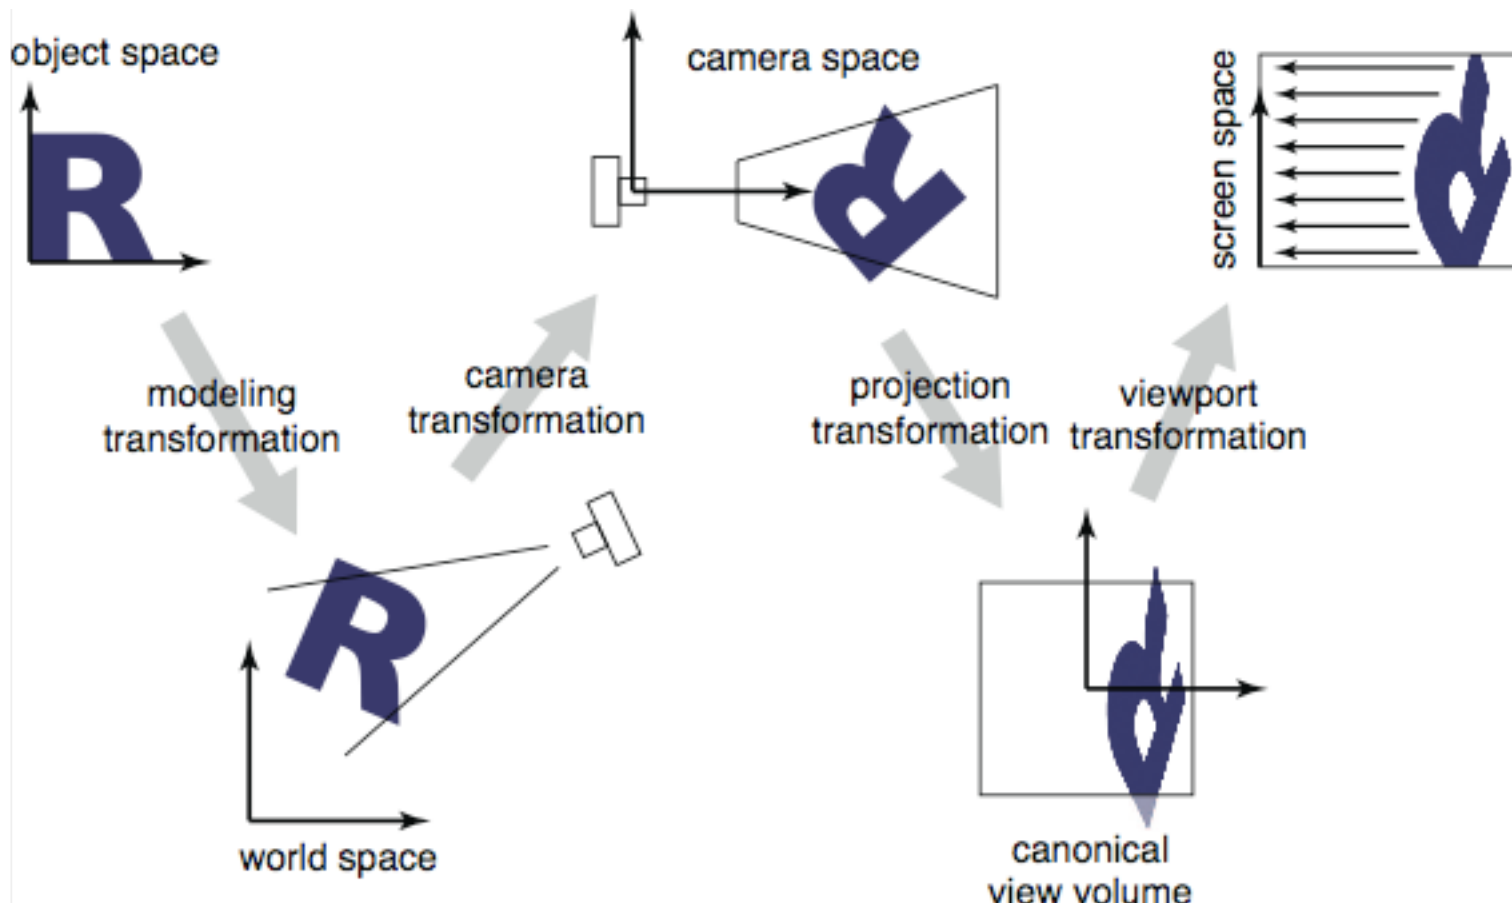 object space
camera space
screen space
modeling
transformation
camera
transformation
projection
transformation
viewport
transformation
R
R
R
R
R
world space
canonical
view volume